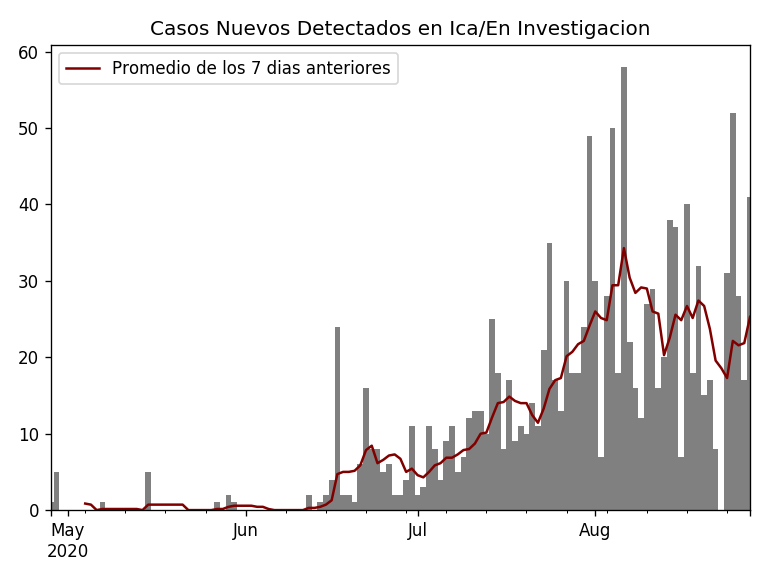 Casos Nuevos Detectados en Ica/En Investigacion
Promedio de los 7 dias anteriores
60
50
40
30
20
10
0
May Jun Jul Aug
2020